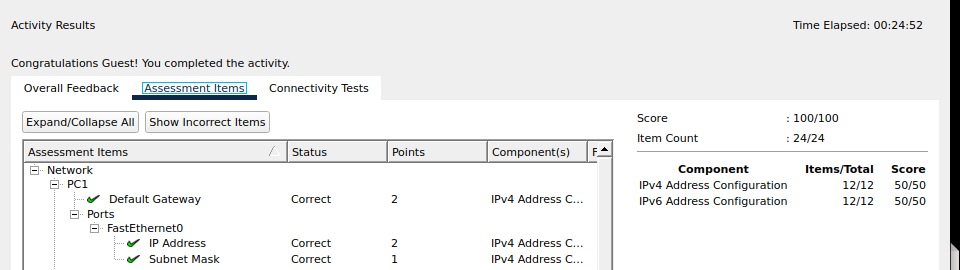 Activity Results
Time Elapsed: 00:24:52
Congratulations Guest! You completed the activity.
Overall Feedback Assessment Items Connectivity Tests
Expand/Collapse All Show Incorrect Items
Assessment Items Status Points Component(s) F
Network
PC1
Default Gateway Correct 2 IPv4 Address C...
Ports
FastEthernet0
IP Address Correct 2 IPv4 Address C...
Subnet Mask Correct 1 IPv4 Address C...
Score : 100/100
Item Count : 24/24
Component Items/Total Score
IPv4 Address Configuration 12/12 50/50
IPv6 Address Configuration 12/12 50/50